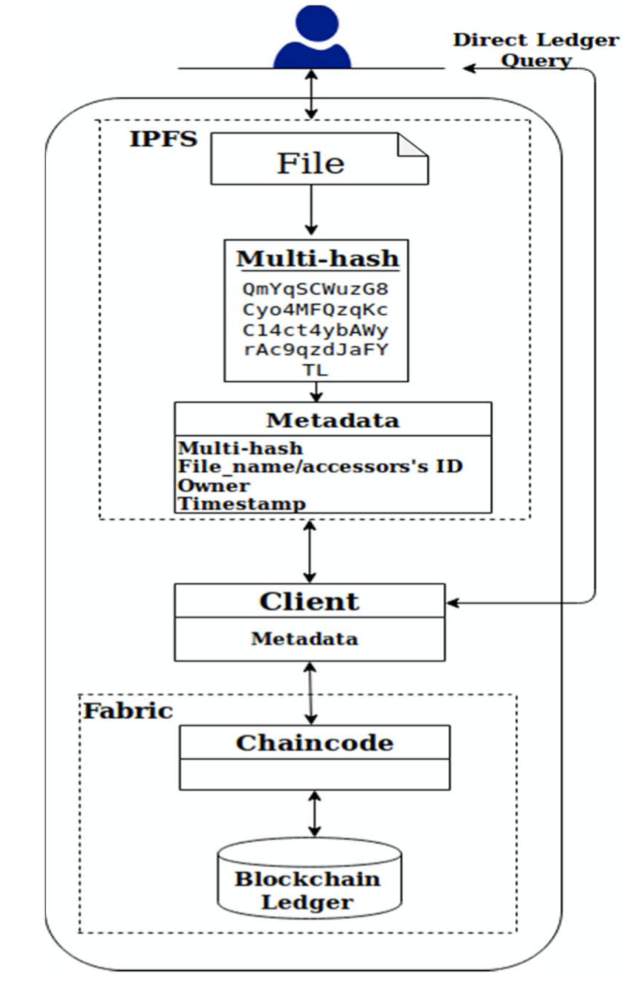 Direct Ledger
Query
IPFS
File
Multi-hash
QmYqSCWuzG8
Cyo4MFQzqKc
C14ct4ybAWy
rAc9qzdJaFY
TL
Metadata
Multi-hash
File_name/accessors's ID
Owner
Timestamp
Client
Metadata
Fabric
Chaincode
Blockchain
Ledger